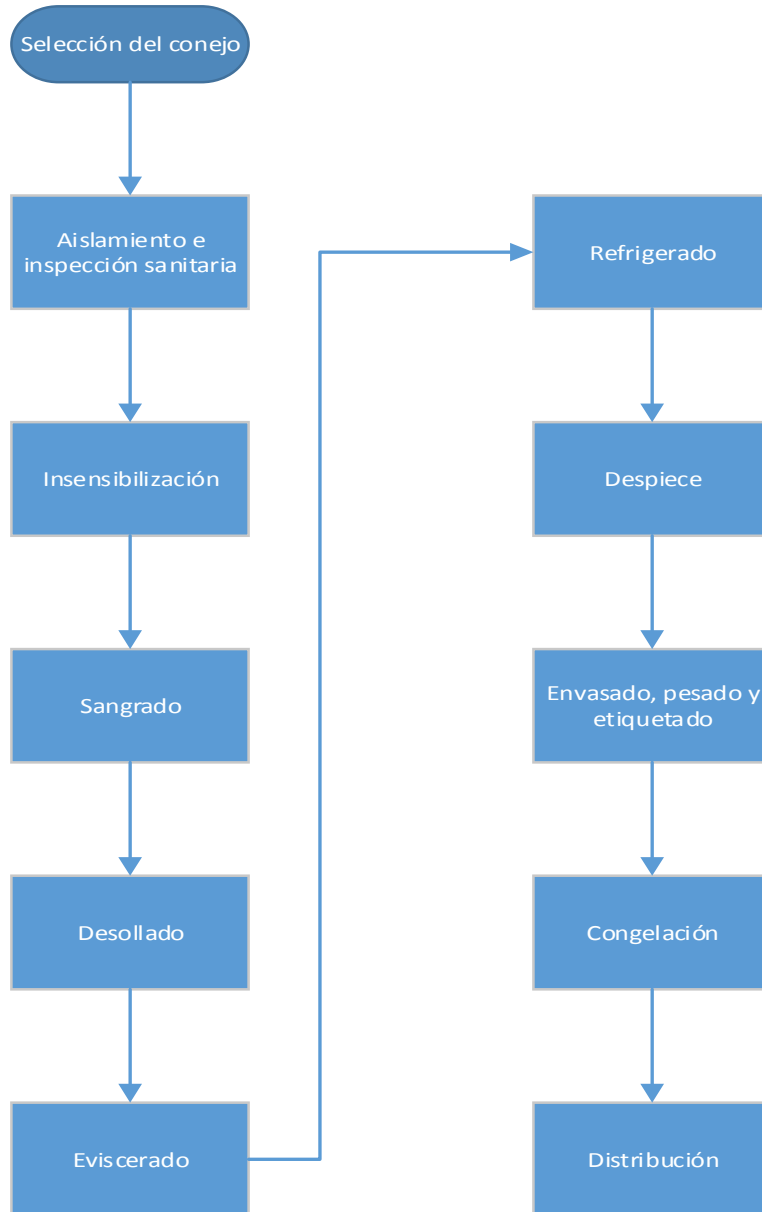 Selección del conejo
Aislamiento e
inspección sanitaria
Insensibilización
Sangrado
Desollado
Eviscerado
Refrigerado
Despiece
Envasado, pesado y
etiquetado
Congelación
Distribución